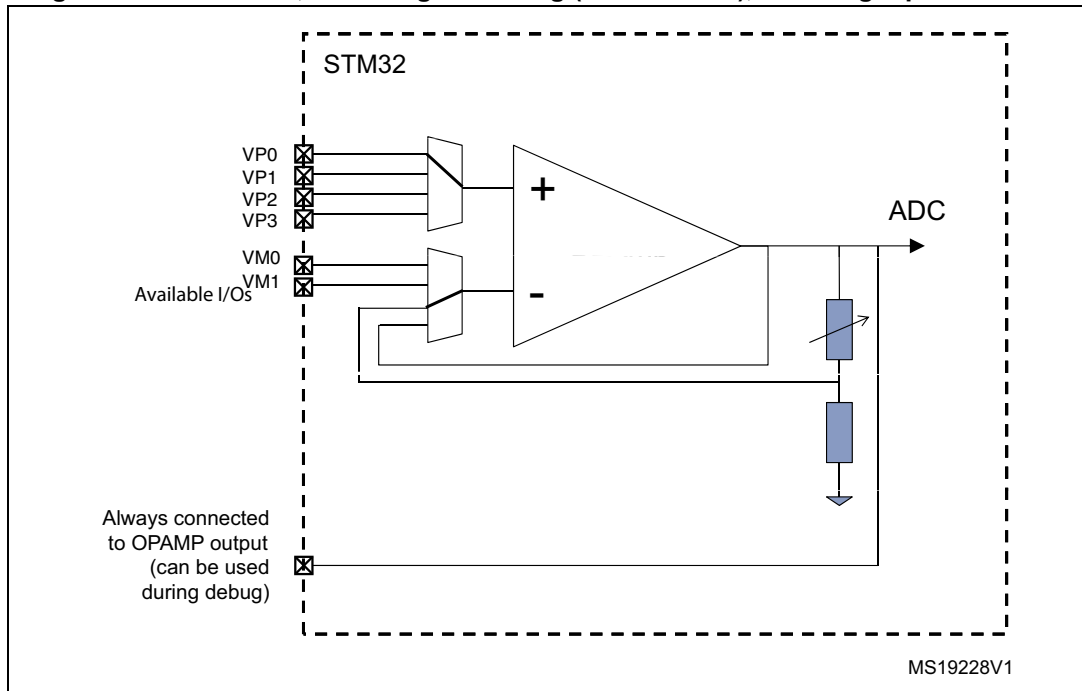 STM32
VP0
VP1
VP2
VP3
VM0
VM1
Available I/Os
+
-
ADC
Always connected
to OPAMP output
(can be used
during debug)
MS19228V1